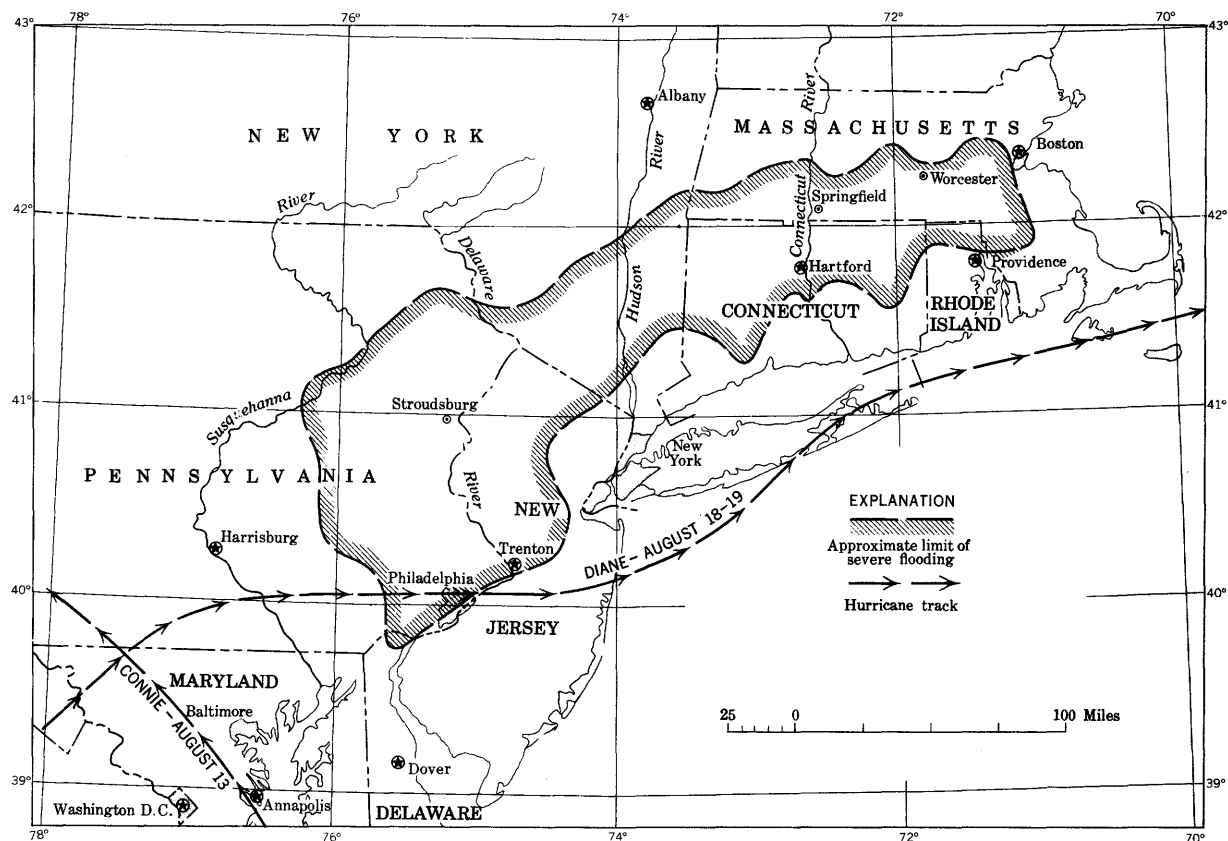 78° 76° 74° 72° 70°
43° 43°
Albany
River
NEW YORK
MASSACHUSETTS
River
Boston
River
Worcester
Springfield
Connecticut
River
42° 42°
Delaware
Hartford
Providence
Hudson
CONNECTICUT
RHODE
ISLAND
Susquehanna
Stroudsburg
41° 41°
New
York
PENNSYLVANIA
River
NEW
EXPLANATION
Approximate limit of
severe flooding
Hurricane track
Harrisburg
Trenton
DIANE – AUGUST 18-19
Philadelphia
40° 40°
JERSEY
MARYLAND
CONNIE – AUGUST 13
Baltimore
25 0 100 Miles
Dover
39° 39°
Washington D.C.
Annapolis
DELAWARE
78° 76° 74° 72° 70°